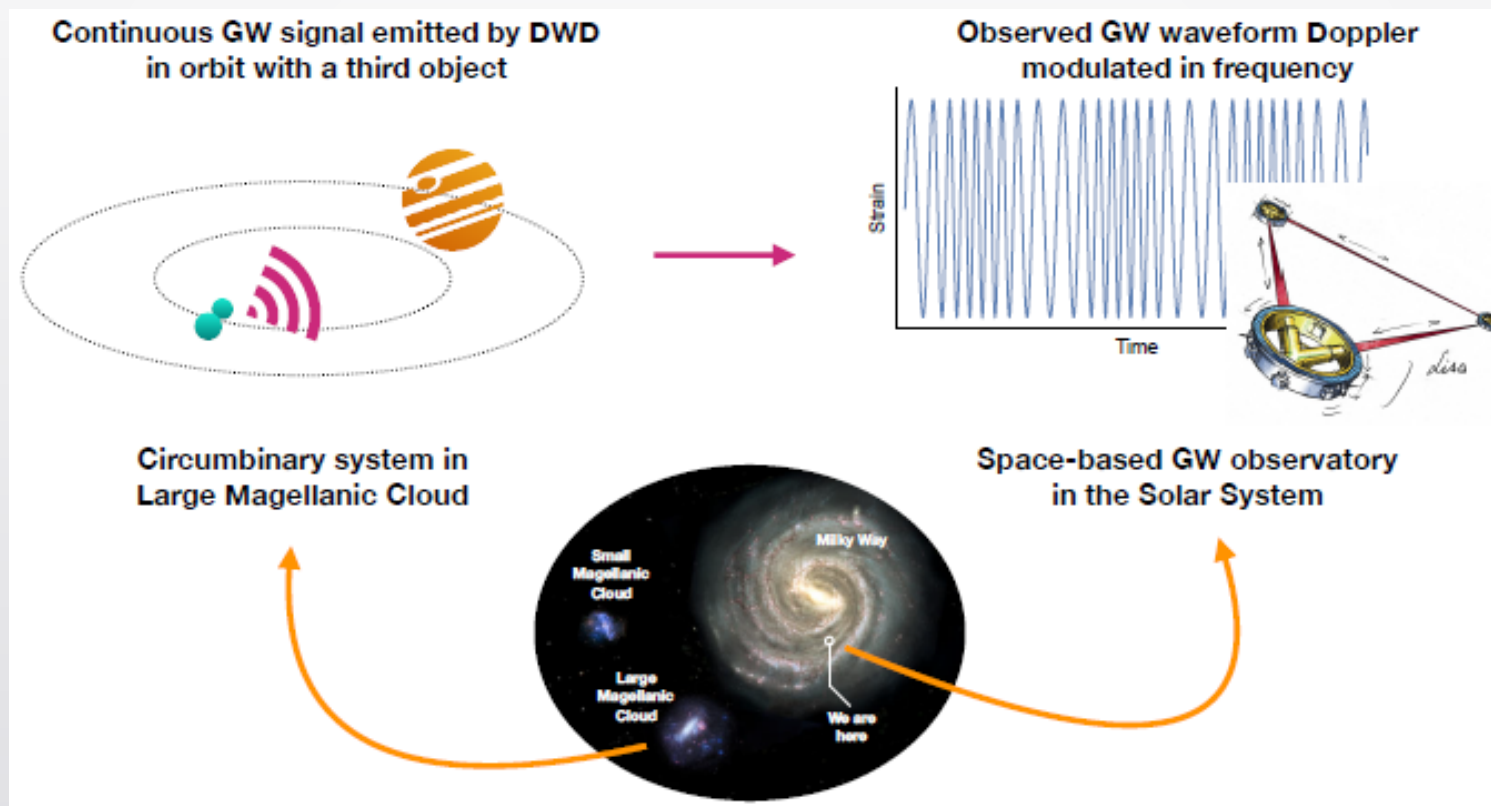 Continuous GW signal emitted by DWD
in orbit with a third object
Observed GW waveform Doppler
modulated in frequency
Strain
Time
Lisa
Circumbinary system in
Large Magellanic Cloud
Space-based GW observatory
in the Solar System
Milky Way
Small
Magellanic
Cloud
Large
Magellanic
Cloud
We are
here